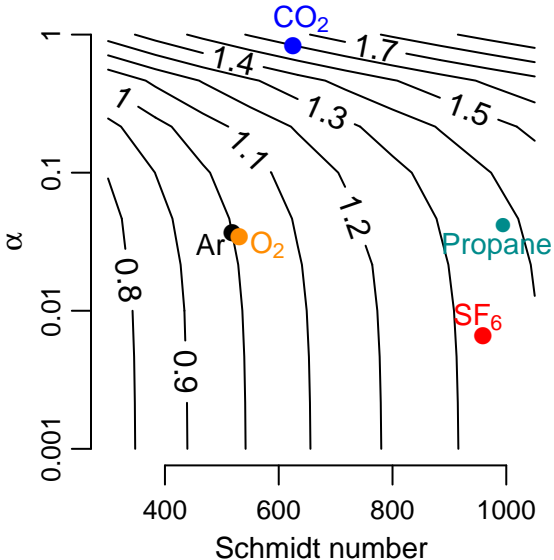 CO₂
1
1.4
1.7
1
1.3
1.5
0.1
1.1
1.2
α
Ar
O₂
Propane
0.8
0.01
SF₆
0.9
0.001
400 600 800 1000
Schmidt number